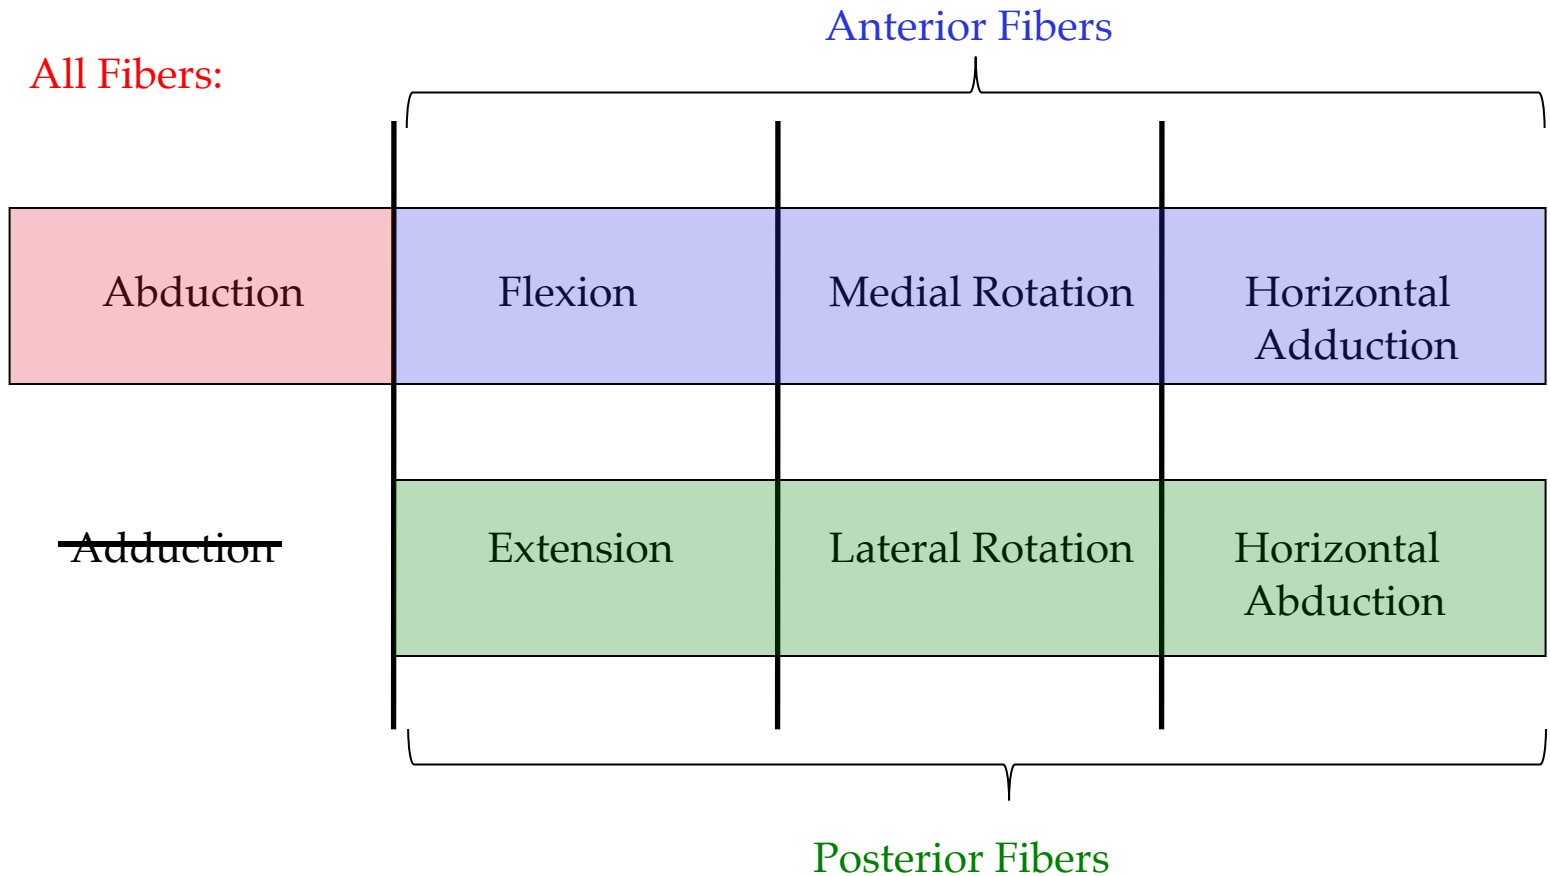 Anterior Fibers
All Fibers:
Abduction
Flexion
Medial Rotation
Horizontal
Adduction
Adduction
Extension
Lateral Rotation
Horizontal
Abduction
Posterior Fibers